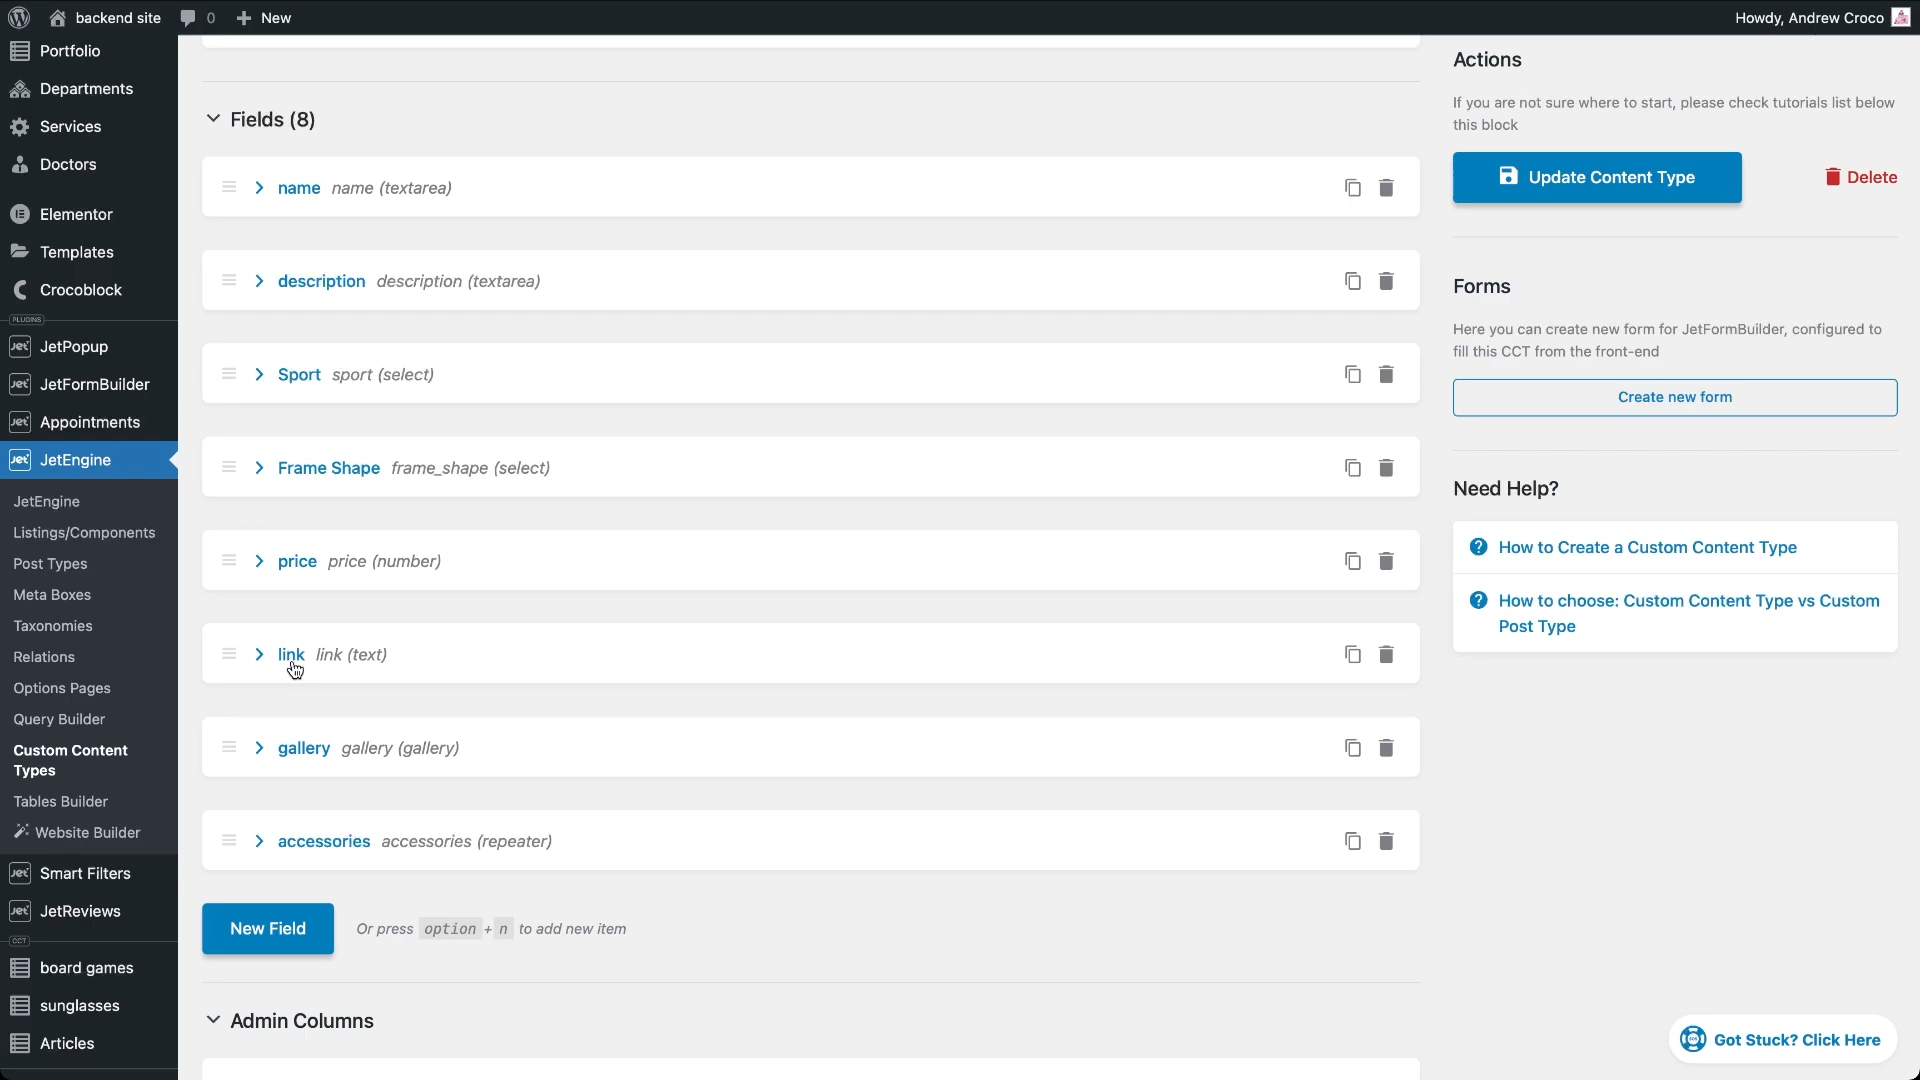 backend site
0
New
Howdy, Andrew Croco
Portfolio
Departments
Services
Doctors
Elementor
Templates
Crocoblock
PLUGINS
JetPopup
JetFormBuilder
Appointments
JetEngine
JetEngine
Listings/Components
Post Types
Meta Boxes
Taxonomies
Relations
Options Pages
Query Builder
Custom Content
Types
Tables Builder
Website Builder
Smart Filters
JetReviews
CCT
board games
sunglasses
Articles
Fields (8)
name name (textarea)
description description (textarea)
Sport sport (select)
Frame Shape frame_shape (select)
price price (number)
link link (text)
gallery gallery (gallery)
accessories accessories (repeater)
New Field
Or press option + n to add new item
Admin Columns
Actions
If you are not sure where to start, please check tutorials list below
this block
Update Content Type
Delete
Forms
Here you can create new form for JetFormBuilder, configured to
fill this CCT from the front-end
Create new form
Need Help?
How to Create a Custom Content Type
How to choose: Custom Content Type vs Custom
Post Type
Got Stuck? Click Here